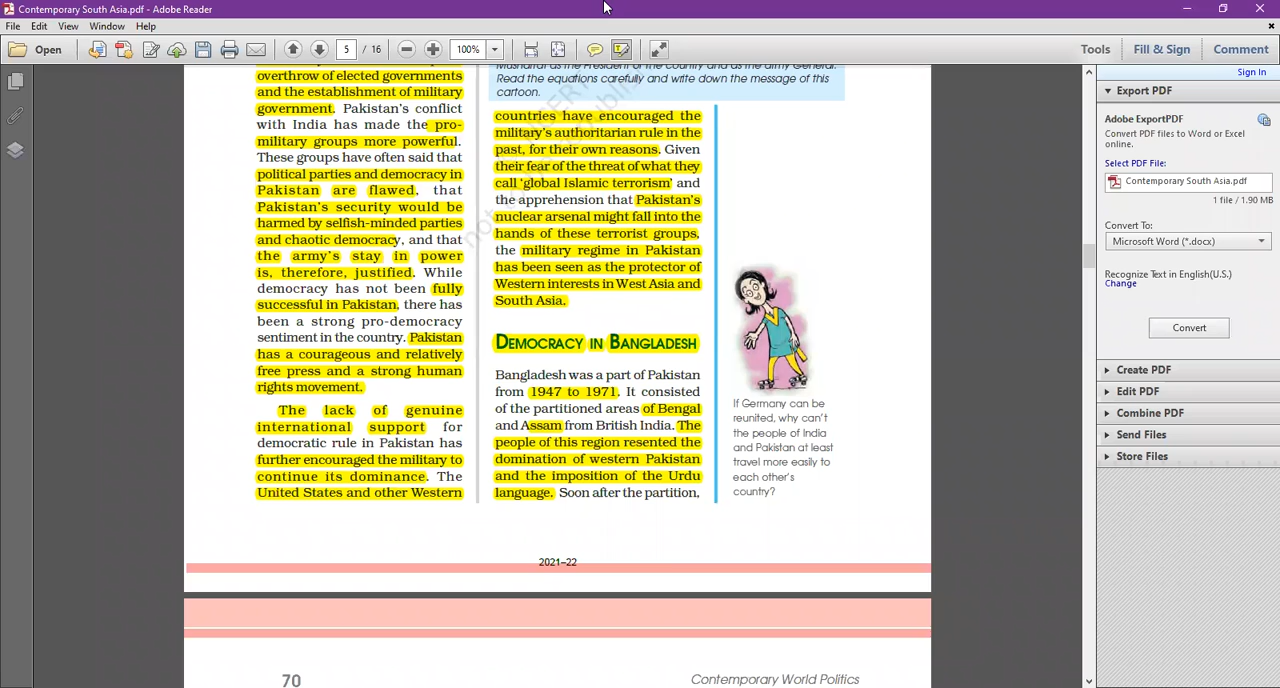 Contemporary South Asia.pdf - Adobe Reader
File Edit View Window Help
Open
5 / 16
100%
Tools Fill & Sign Comment
overthrow of elected governments
and the establishment of military
government. Pakistan's conflict
with India has made the pro-
military groups more powerful.
These groups have often said that
political parties and democracy in
Pakistan are flawed, that
Pakistan's security would be
harmed by selfish-minded parties
and chaotic democracy, and that
the army's stay in power
is, therefore, justified. While
democracy has not been fully
successful in Pakistan, there has
been a strong pro-democracy
sentiment in the country. Pakistan
has a courageous and relatively
free press and a strong human
rights movement.
The lack of genuine
international support for
democratic rule in Pakistan has
further encouraged the military to
continue its dominance. The
United States and other Western
Musharraf as the President of the country and as the army General.
Read the equations carefully and write down the message of this
cartoon.
countries have encouraged the
military's authoritarian rule in the
past, for their own reasons. Given
their fear of the threat of what they
call 'global Islamic terrorism' and
the apprehension that Pakistan's
nuclear arsenal might fall into the
hands of these terrorist groups,
the military regime in Pakistan
has been seen as the protector of
Western interests in West Asia and
South Asia.
DEMOCRACY IN BANGLADESH
Bangladesh was a part of Pakistan
from 1947 to 1971. It consisted
of the partitioned areas of Bengal
and Assam from British India. The
people of this region resented the
domination of western Pakistan
and the imposition of the Urdu
language. Soon after the partition,
If Germany can be
reunited, why can't
the people of India
and Pakistan at least
travel more easily to
each other's
country?
2021–22
70
Contemporary World Politics
Sign In
Export PDF
Adobe ExportPDF
Convert PDF files to Word or Excel
online.
Select PDF File:
Contemporary South Asia.pdf
1 file / 1.90 MB
Convert To:
Microsoft Word (*.docx)
Recognize Text in English(U.S.)
Change
Convert
Create PDF
Edit PDF
Combine PDF
Send Files
Store Files